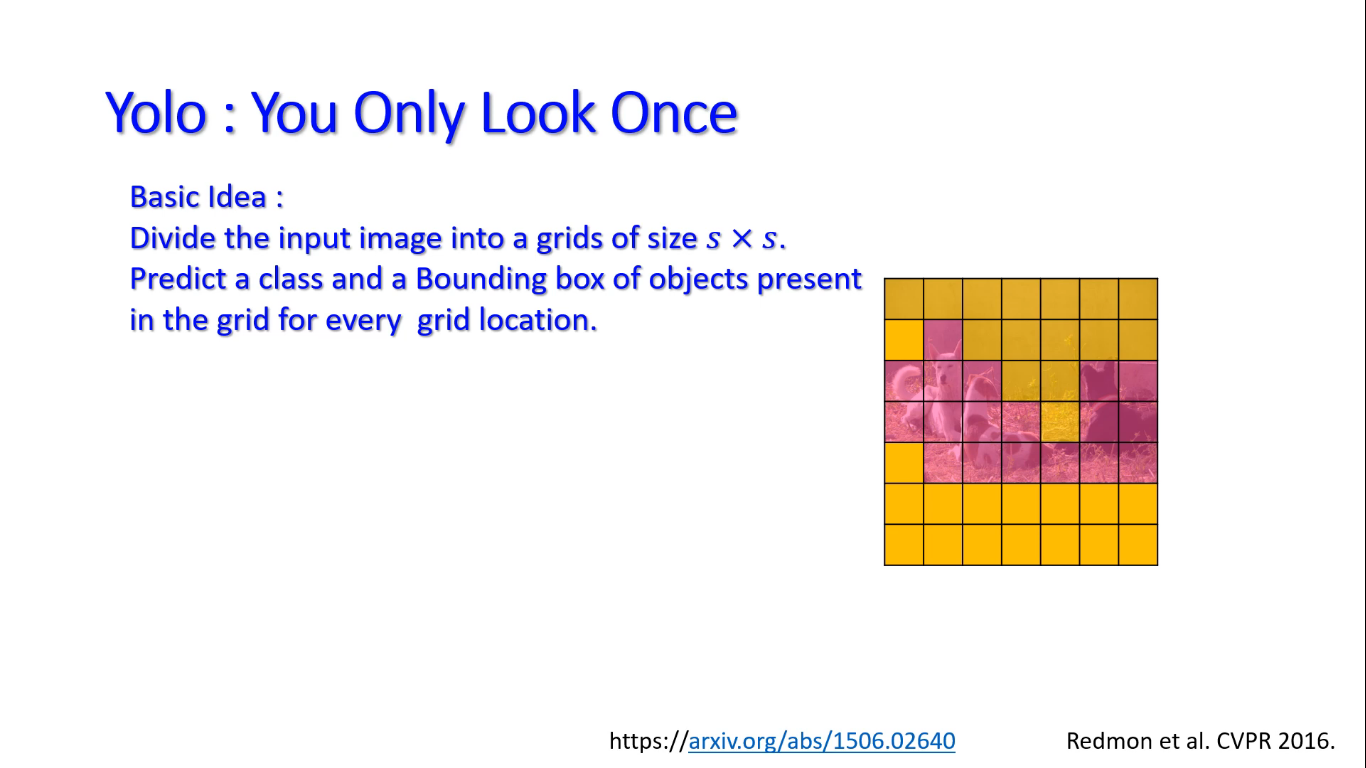 Yolo : You Only Look Once
Basic Idea :
Divide the input image into a grids of size 𝑠 × 𝑠.
Predict a class and a Bounding box of objects present
in the grid for every  grid location.
https://arxiv.org/abs/1506.02640
Redmon et al. CVPR 2016.